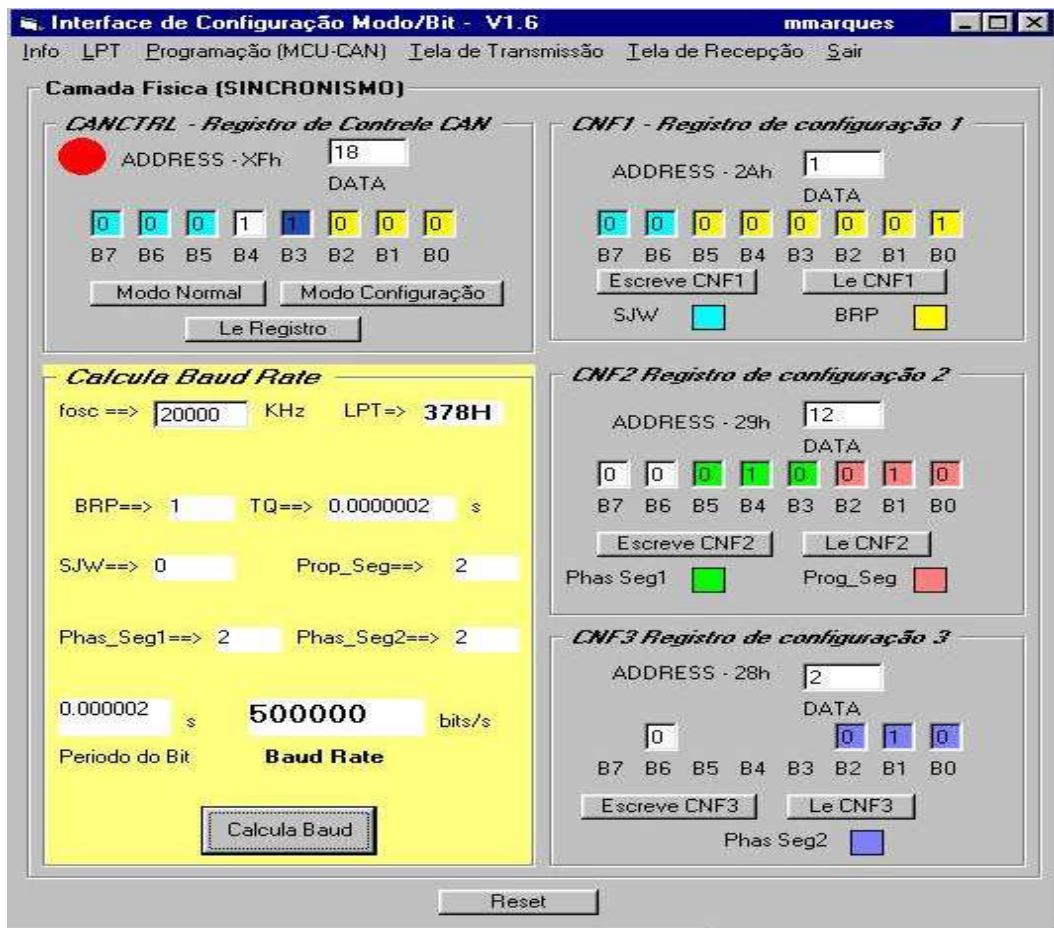 Interface de Configuração Modo/Bit - V1.6 mmarques
Info LPT Programação (MCU-CAN) Tela de Transmissão Tela de Recepção Sair
Camada Fisica (SINCRONISMO)
CANCTRL - Registro de Controle CAN
ADDRESS - XFh 18
DATA
0 0 0 1 1 0 0 0
B7 B6 B5 B4 B3 B2 B1 B0
Modo Normal Modo Configuração
Le Registro
CNF1 - Registro de configuração 1
ADDRESS - 2Ah 1
DATA
0 0 0 0 0 0 0 1
B7 B6 B5 B4 B3 B2 B1 B0
Escreve CNF1 Le CNF1
SJW BRP
Calcula Baud Rate
fosc ==> 20000 KHz LPT=> 378H
BRP==> 1 TQ==> 0.0000002 s
SJW==> 0 Prop_Seg==> 2
Phas_Seg1==> 2 Phas_Seg2==> 2
0.000002 s 500000 bits/s
Periodo do Bit Baud Rate
Calcula Baud
CNF2 Registro de configuração 2
ADDRESS - 29h 12
DATA
0 0 0 1 0 0 1 0
B7 B6 B5 B4 B3 B2 B1 B0
Escreve CNF2 Le CNF2
Phas Seg1 Prog_Seg
CNF3 Registro de configuração 3
ADDRESS - 28h 2
DATA
0 0 1 0
B7 B6 B5 B4 B3 B2 B1 B0
Escreve CNF3 Le CNF3
Phas Seg2
Reset